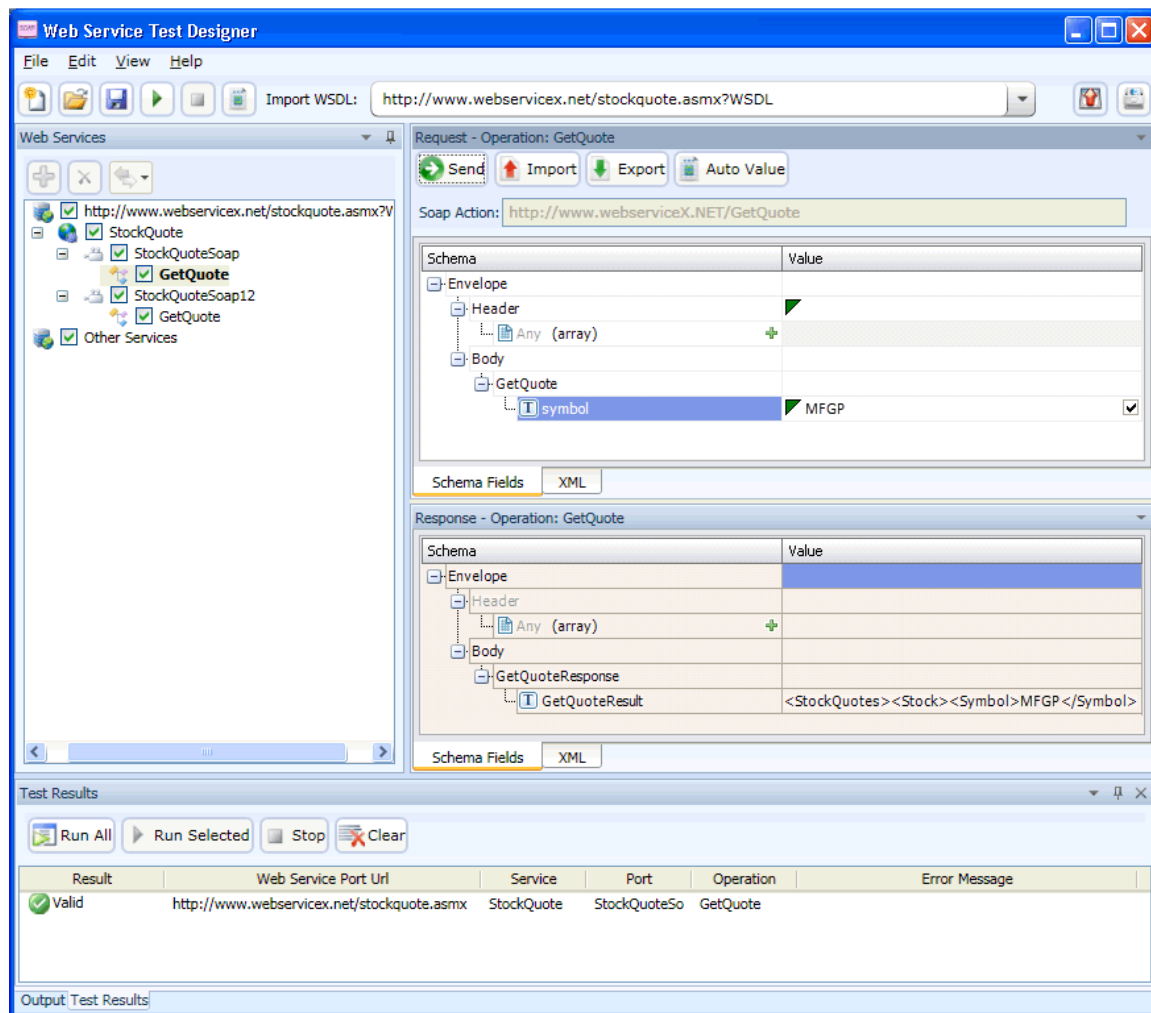 Web Service Test Designer
File Edit View Help
Import WSDL: http://www.webservicex.net/stockquote.asmx?WSDL
Web Services
http://www.webservicex.net/stockquote.asmx?V
StockQuote
StockQuoteSoap
GetQuote
StockQuoteSoap12
GetQuote
Other Services
Request - Operation: GetQuote
Send Import Export Auto Value
Soap Action: http://www.webserviceX.NET/GetQuote
Schema Value
Envelope
Header
Any (array)
Body
GetQuote
symbol MFGP
Schema Fields XML
Response - Operation: GetQuote
Schema Value
Envelope
Header
Any (array)
Body
GetQuoteResponse
GetQuoteResult <StockQuotes><Stock><Symbol>MFGP</Symbol>
Schema Fields XML
Test Results
Run All Run Selected Stop Clear
Result Web Service Port Url Service Port Operation Error Message
Valid http://www.webservicex.net/stockquote.asmx StockQuote StockQuoteSo GetQuote
Output Test Results